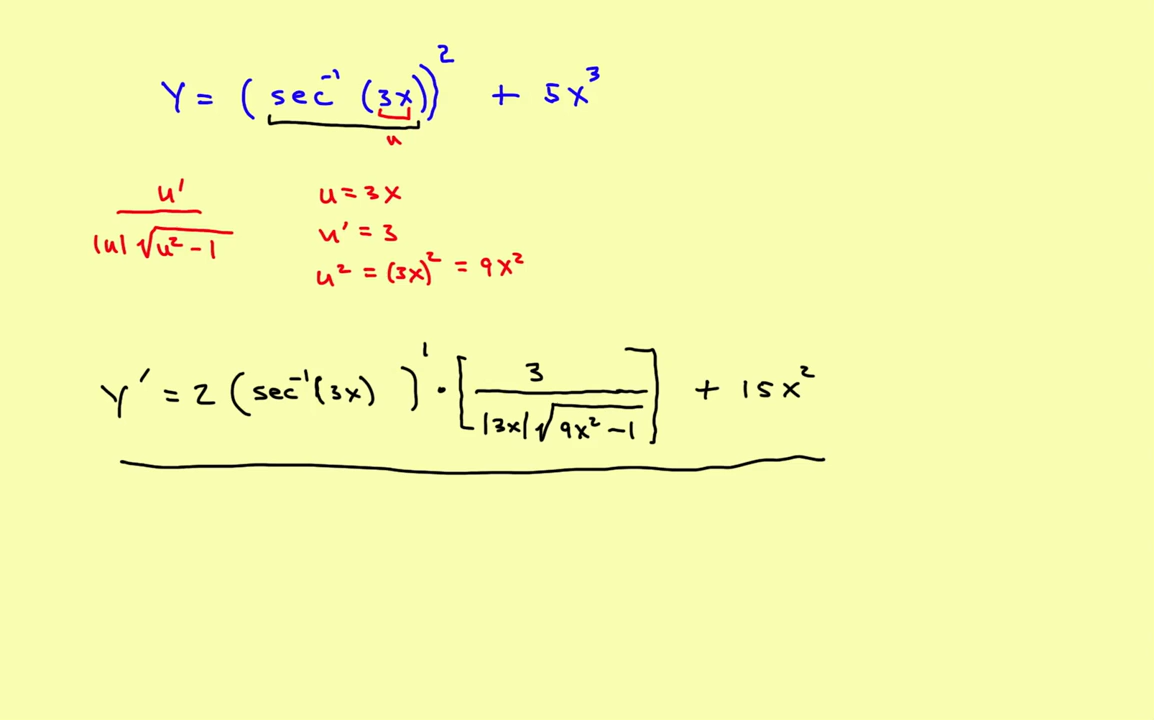 Y = (sec⁻¹ (3x))² + 5x³
u
u'
|u| √u² - 1
u = 3x
u' = 3
u² = (3x)² = 9x²
Y' = 2 (sec⁻¹(3x) )¹ · [3 / |3x|√9x² - 1] + 15x²